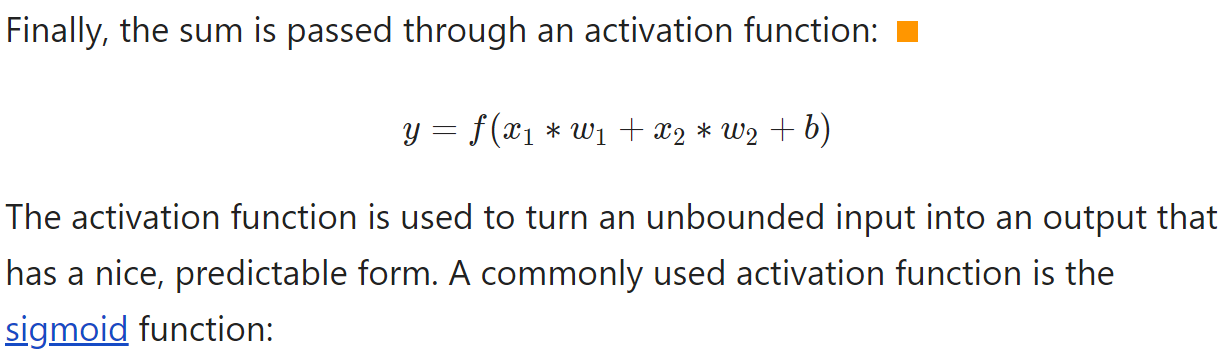 Finally, the sum is passed through an activation function: 🟧
y = f(x₁ * w₁ + x₂ * w₂ + b)
The activation function is used to turn an unbounded input into an output that
has a nice, predictable form. A commonly used activation function is the
sigmoid function: